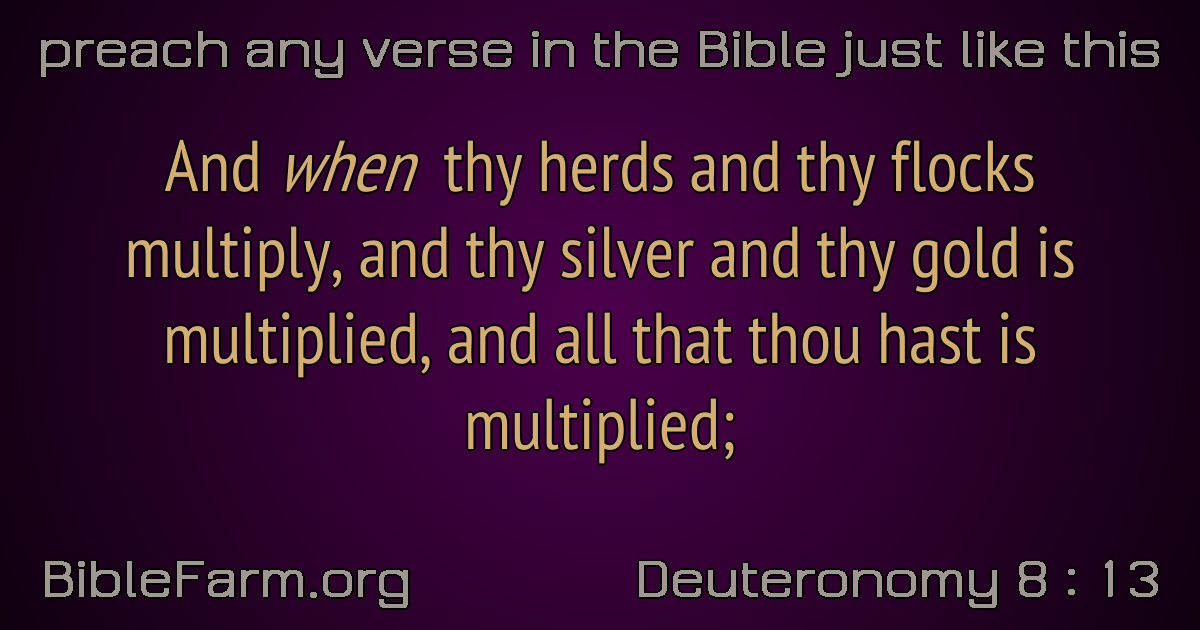 preach any verse in the Bible just like this
And when thy herds and thy flocks
multiply, and thy silver and thy gold is
multiplied, and all that thou hast is
multiplied;
BibleFarm.org
Deuteronomy 8 : 13